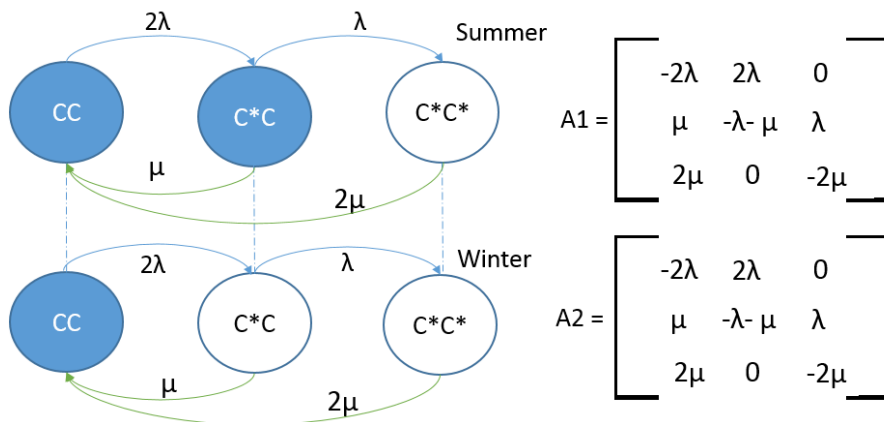 2λ λ Summer
CC C*C C*C*
μ
2μ
A1 =
-2λ 2λ 0
μ -λ- μ λ
2μ 0 -2μ
2λ λ Winter
CC C*C C*C*
μ
2μ
A2 =
-2λ 2λ 0
μ -λ- μ λ
2μ 0 -2μ